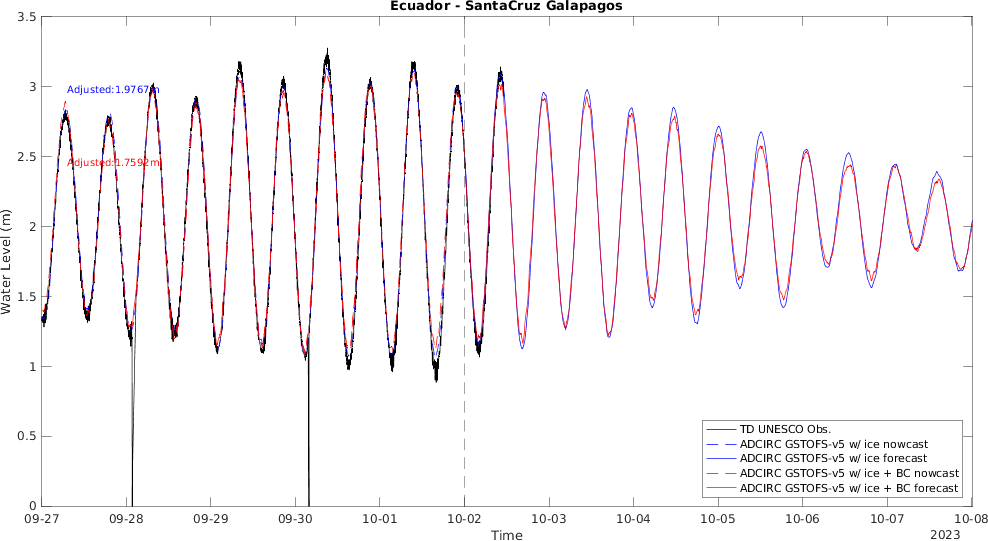 Ecuador - SantaCruz Galapagos
3.5
3
2.5
2
1.5
1
0.5
0
Water Level (m)
Adjusted:1.9767m
Adjusted:1.7592m
TD UNESCO Obs.
ADCIRC GSTOFS-v5 w/ ice nowcast
ADCIRC GSTOFS-v5 w/ ice forecast
ADCIRC GSTOFS-v5 w/ ice + BC nowcast
ADCIRC GSTOFS-v5 w/ ice + BC forecast
09-27 09-28 09-29 09-30 10-01 10-02 10-03 10-04 10-05 10-06 10-07 10-08
Time
2023